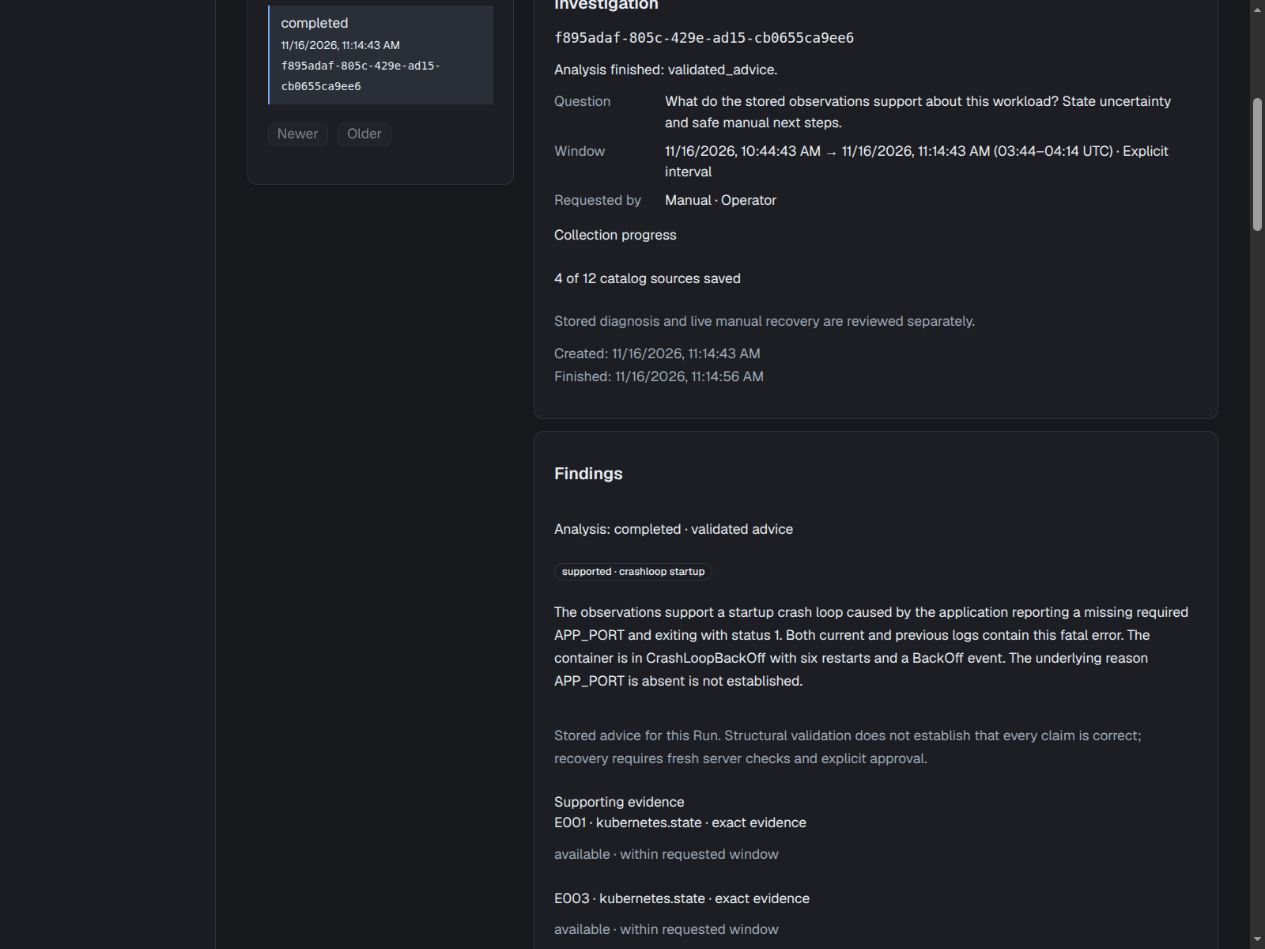 completed
11/16/2026, 11:14:43 AM
f895adaf-805c-429e-ad15-
cb0655ca9ee6
Newer
Older
Investigation
f895adaf-805c-429e-ad15-cb0655ca9ee6
Analysis finished: validated_advice.
Question
What do the stored observations support about this workload? State uncertainty
and safe manual next steps.
Window
11/16/2026, 10:44:43 AM → 11/16/2026, 11:14:43 AM (03:44–04:14 UTC) · Explicit
interval
Requested by
Manual · Operator
Collection progress
4 of 12 catalog sources saved
Stored diagnosis and live manual recovery are reviewed separately.
Created: 11/16/2026, 11:14:43 AM
Finished: 11/16/2026, 11:14:56 AM
Findings
Analysis: completed · validated advice
supported · crashloop startup
The observations support a startup crash loop caused by the application reporting a missing required
APP_PORT and exiting with status 1. Both current and previous logs contain this fatal error. The
container is in CrashLoopBackOff with six restarts and a BackOff event. The underlying reason
APP_PORT is absent is not established.
Stored advice for this Run. Structural validation does not establish that every claim is correct;
recovery requires fresh server checks and explicit approval.
Supporting evidence
E001 · kubernetes.state · exact evidence
available · within requested window
E003 · kubernetes.state · exact evidence
available · within requested window